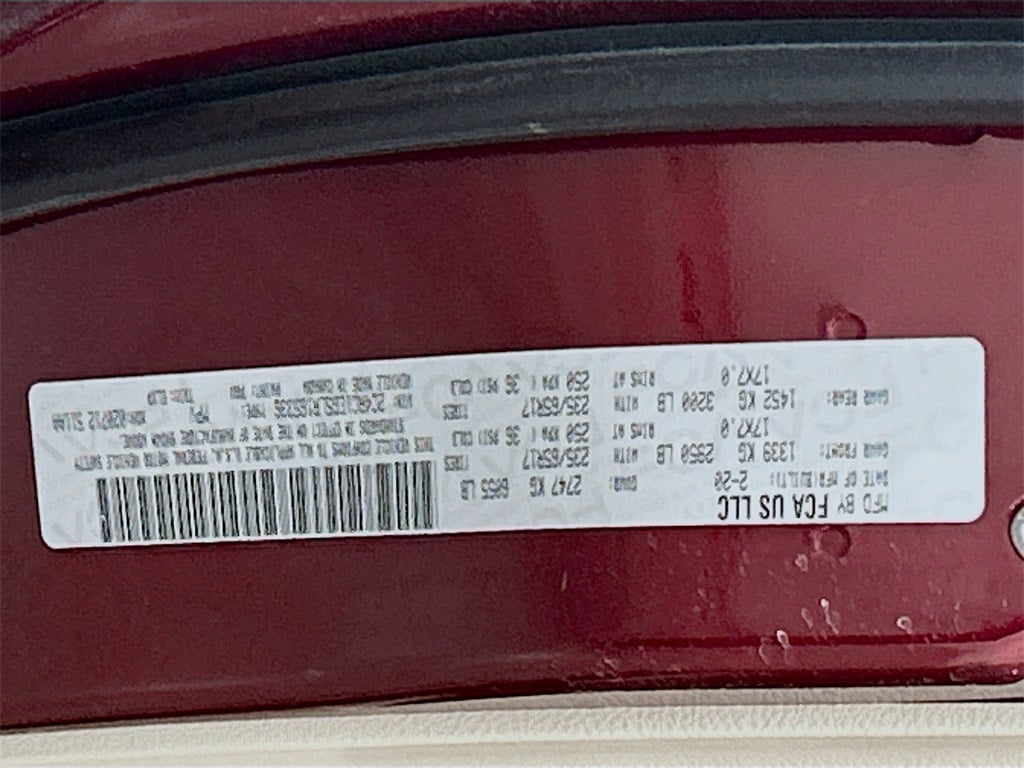 MFD BY FCA US LLC
DATE OF MFR(BUILT): 2-20 GVWR: 2747 KG 6055 LB
GAWR FRONT: 1339 KG 2950 LB WITH TIRES 235/65R17
17X7.0 RIMS AT 250 KPA ( 36 PSI) COLD
GAWR REAR: 1452 KG 3200 LB WITH TIRES 235/65R17
17X7.0 RIMS AT 250 KPA ( 36 PSI) COLD
THIS VEHICLE CONFORMS TO ALL APPLICABLE U.S.A. FEDERAL MOTOR VEHICLE SAFETY
STANDARDS IN EFFECT ON THE DATE OF MANUFACTURE SHOWN ABOVE.
VIN: TYPE: MPV
VEHICLE MADE IN CANADA PAINT: TRIM: